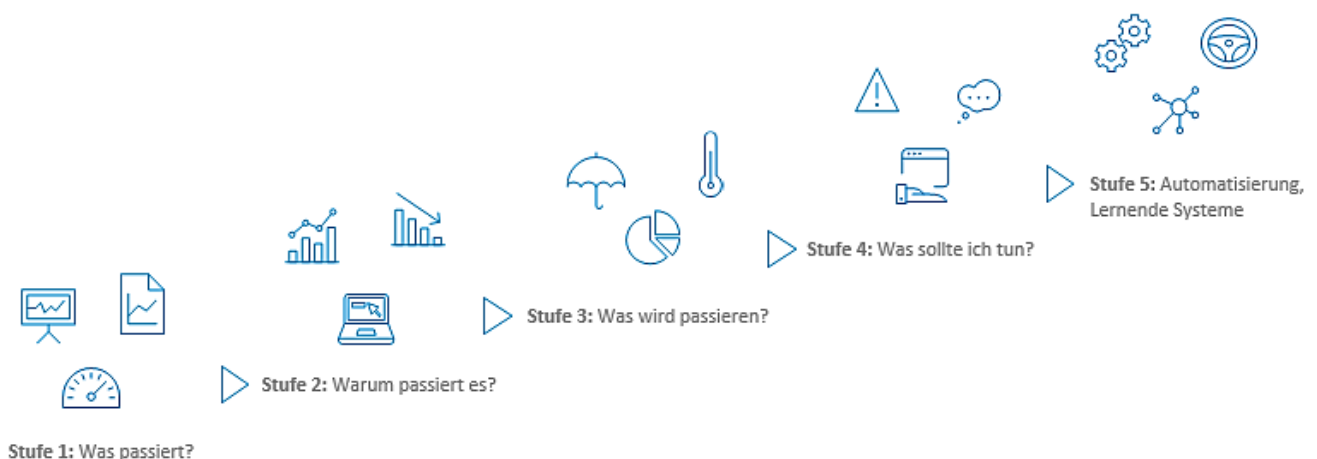 Stufe 1: Was passiert?
Stufe 2: Warum passiert es?
Stufe 3: Was wird passieren?
Stufe 4: Was sollte ich tun?
Stufe 5: Automatisierung,
Lernende Systeme